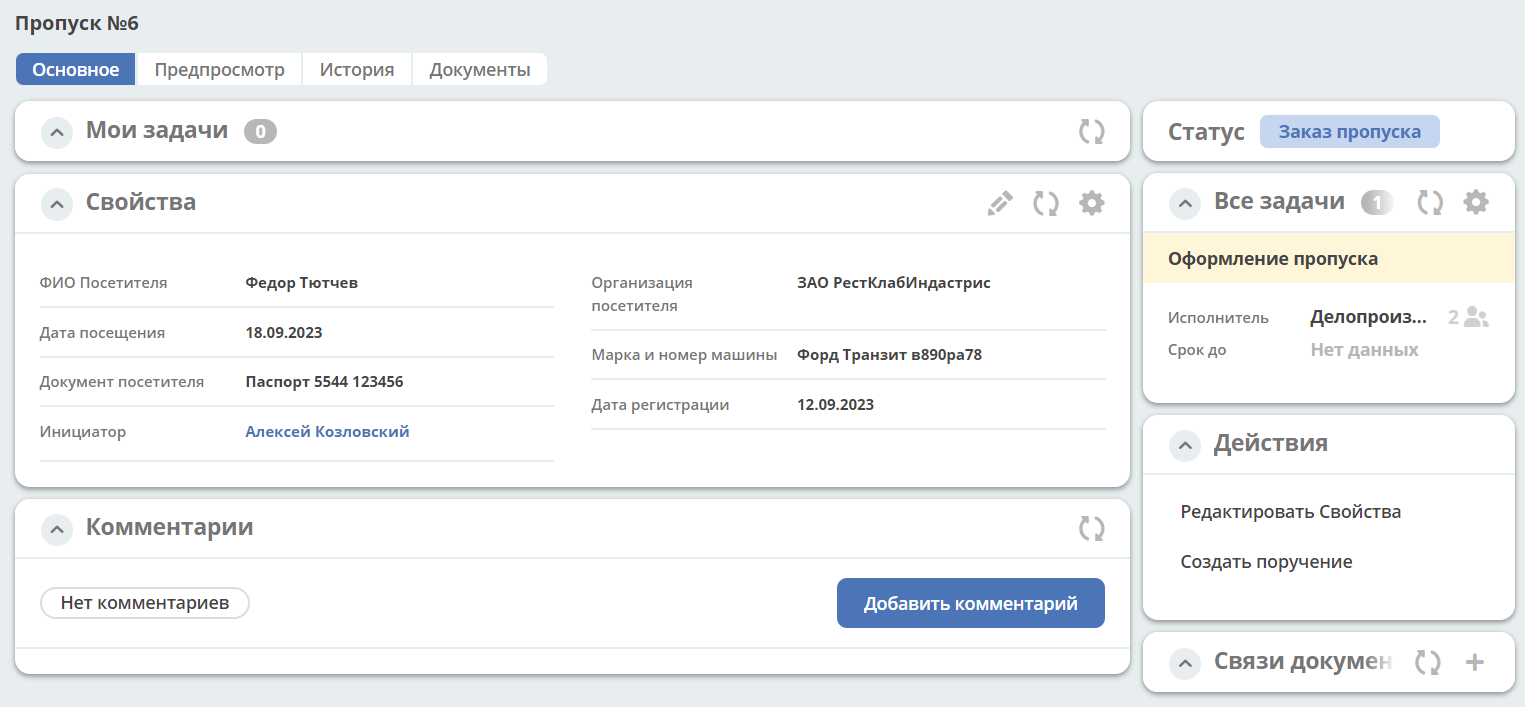 Пропуск №6
Основное
Предпросмотр
История
Документы
Мои задачи 0
Свойства
ФИО Посетителя Федор Тютчев
Дата посещения 18.09.2023
Документ посетителя Паспорт 5544 123456
Инициатор Алексей Козловский
Организация
посетителя
ЗАО РестКлабИндастрис
Марка и номер машины Форд Транзит в890ра78
Дата регистрации 12.09.2023
Комментарии
Нет комментариев
Добавить комментарий
Статус Заказ пропуска
Все задачи 1
Оформление пропуска
Исполнитель Делопроиз... 2
Срок до Нет данных
Действия
Редактировать Свойства
Создать поручение
Связи докумен